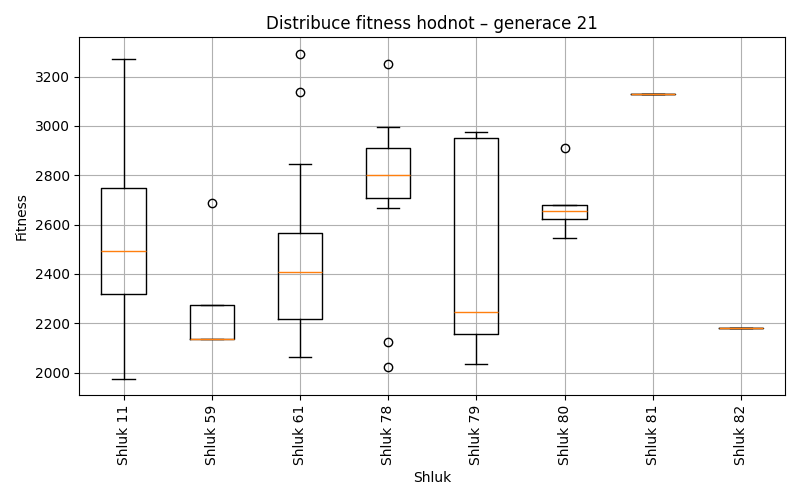 Distribuce fitness hodnot – generace 21
Fitness
3200
3000
2800
2600
2400
2200
2000
Shluk 11
Shluk 59
Shluk 61
Shluk 78
Shluk 79
Shluk 80
Shluk 81
Shluk 82
Shluk